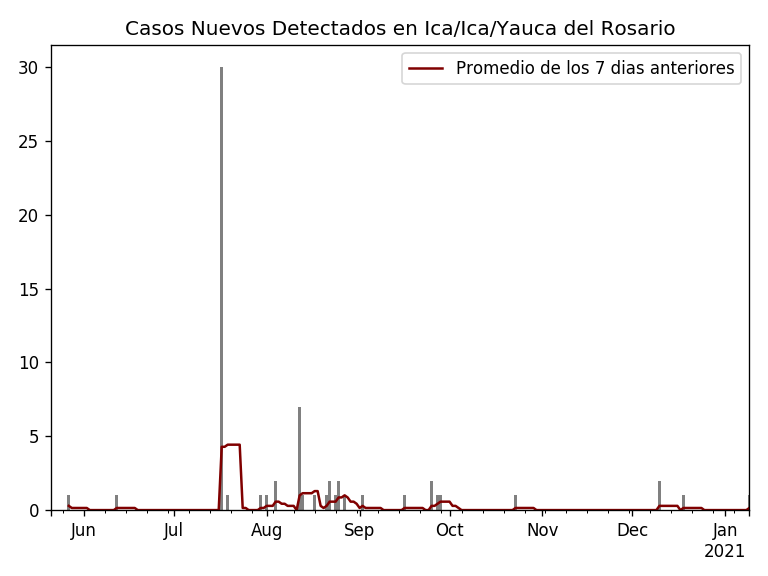 Casos Nuevos Detectados en Ica/Ica/Yauca del Rosario
Promedio de los 7 dias anteriores
30
25
20
15
10
5
0
Jun Jul Aug Sep Oct Nov Dec Jan
2021